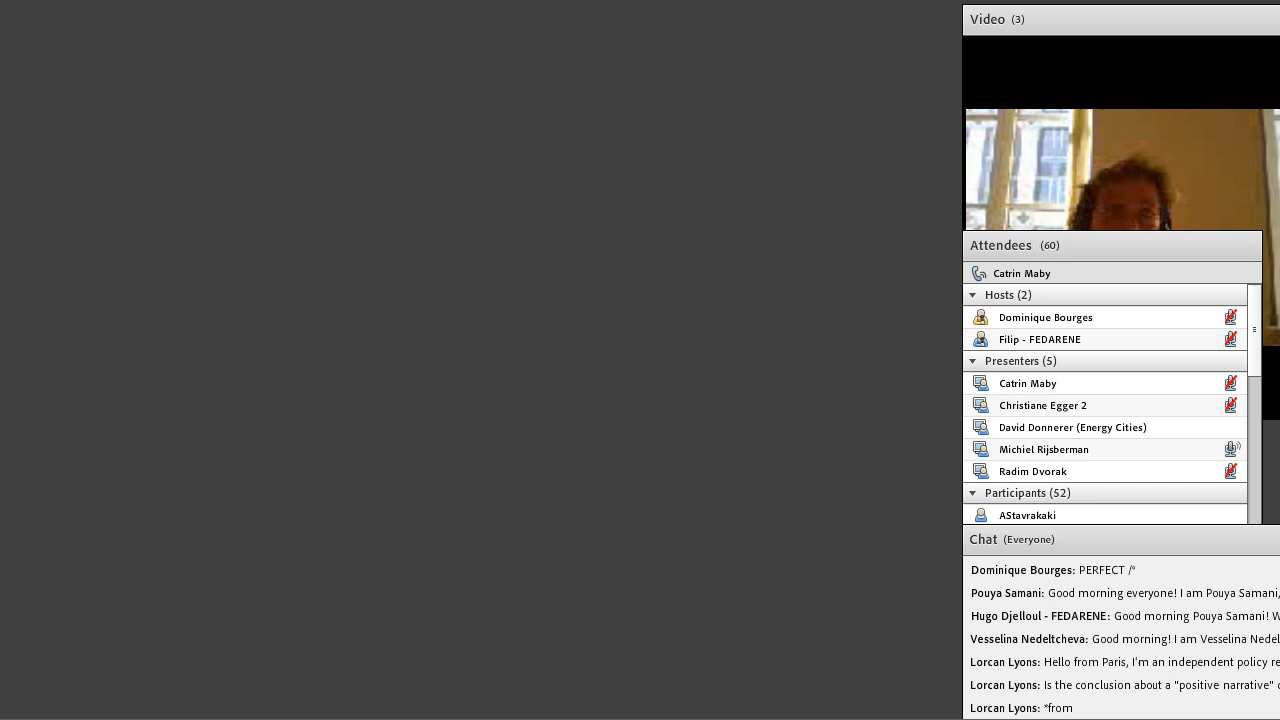 Video (3)
Attendees (60)
Catrin Maby
Hosts (2)
Dominique Bourges
Filip - FEDARENE
Presenters (5)
Catrin Maby
Christiane Egger 2
David Donnerer (Energy Cities)
Michiel Rijsberman
Radim Dvorak
Participants (52)
AStavrakaki
Chat (Everyone)
Dominique Bourges: PERFECT /°
Pouya Samani: Good morning everyone! I am Pouya Samani,
Hugo Djelloul - FEDARENE: Good morning Pouya Samani! W
Vesselina Nedeltcheva: Good morning! I am Vesselina Nedel
Lorcan Lyons: Hello from Paris, I'm an independent policy re
Lorcan Lyons: Is the conclusion about a "positive narrative"
Lorcan Lyons: *from